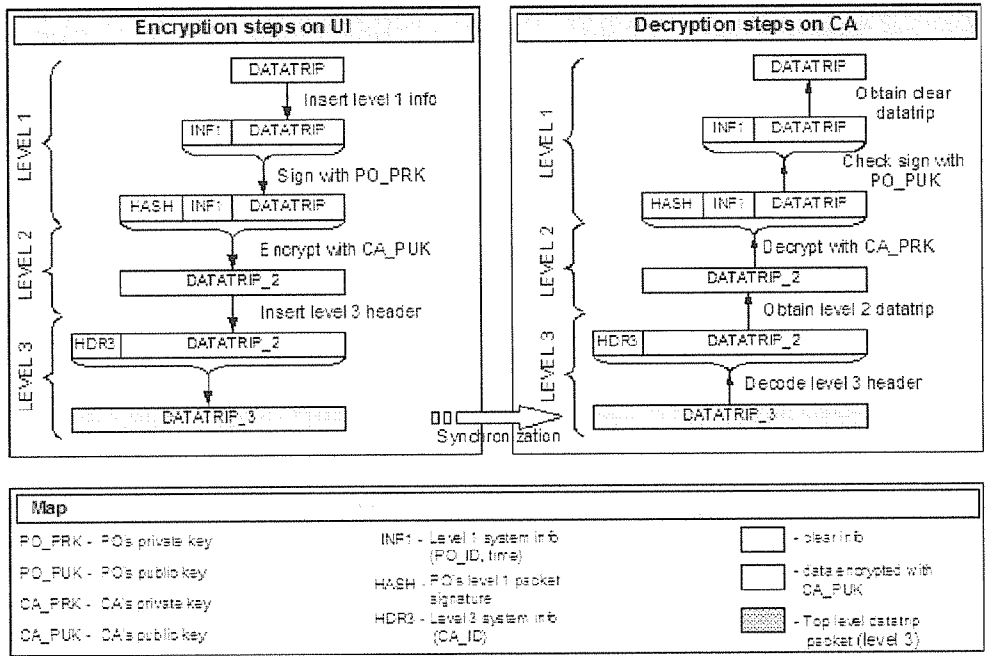 Encryption steps on UI
DATATRIP
Insert level 1 info
INF1 DATATRIP
Sign with PO_PRK
HASH INF1 DATATRIP
Encrypt with CA_PUK
DATATRIP_2
Insert level 3 header
HDR3 DATATRIP_2
DATATRIP_3
LEVEL 1
LEVEL 2
LEVEL 3
Synchronization
Decryption steps on CA
DATATRIP
Obtain clear
datatrip
INF1 DATATRIP
Check sign with
PO_PUK
HASH INF1 DATATRIP
Decrypt with CA_PRK
DATATRIP_2
Obtain level 2 datatrip
HDR3 DATATRIP_2
Decode level 3 header
DATATRIP_3
LEVEL 1
LEVEL 2
LEVEL 3
Map
PO_PRK - PO's private key
PO_PUK - PO's public key
CA_PRK - CA's private key
CA_PUK - CA's public key
INF1 - Level 1 system info
(PO_ID, time)
HASH - PO's level 1 packet
signature
HDR3 - Level 3 system info
(CA_ID)
- clear info
- data encrypted with
CA_PUK
- Top level datatrip
packet (level 3)